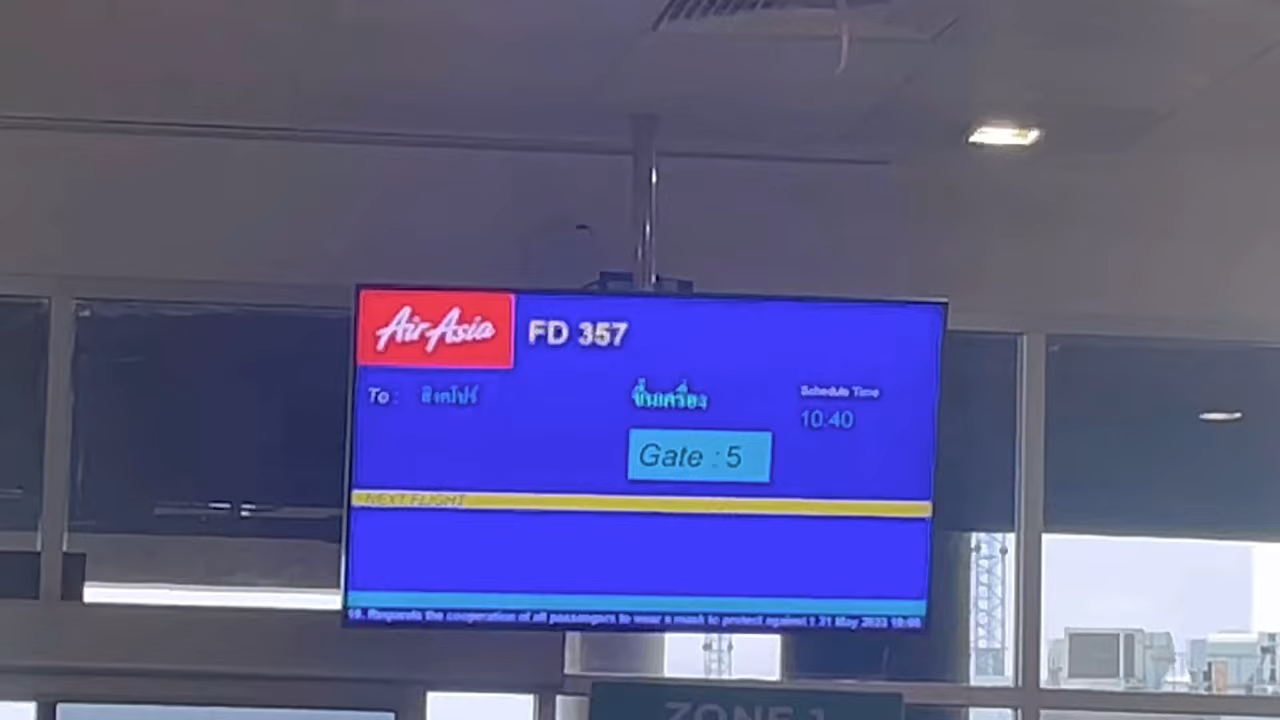 AirAsia FD 357
To : สิงคโปร์ ขึ้นเครื่อง Schedule Time
10:40
Gate : 5
NEXT FLIGHT
19. Requests the cooperation of all passengers to wear a mask to protect against 31 May 2023
ZONE 1